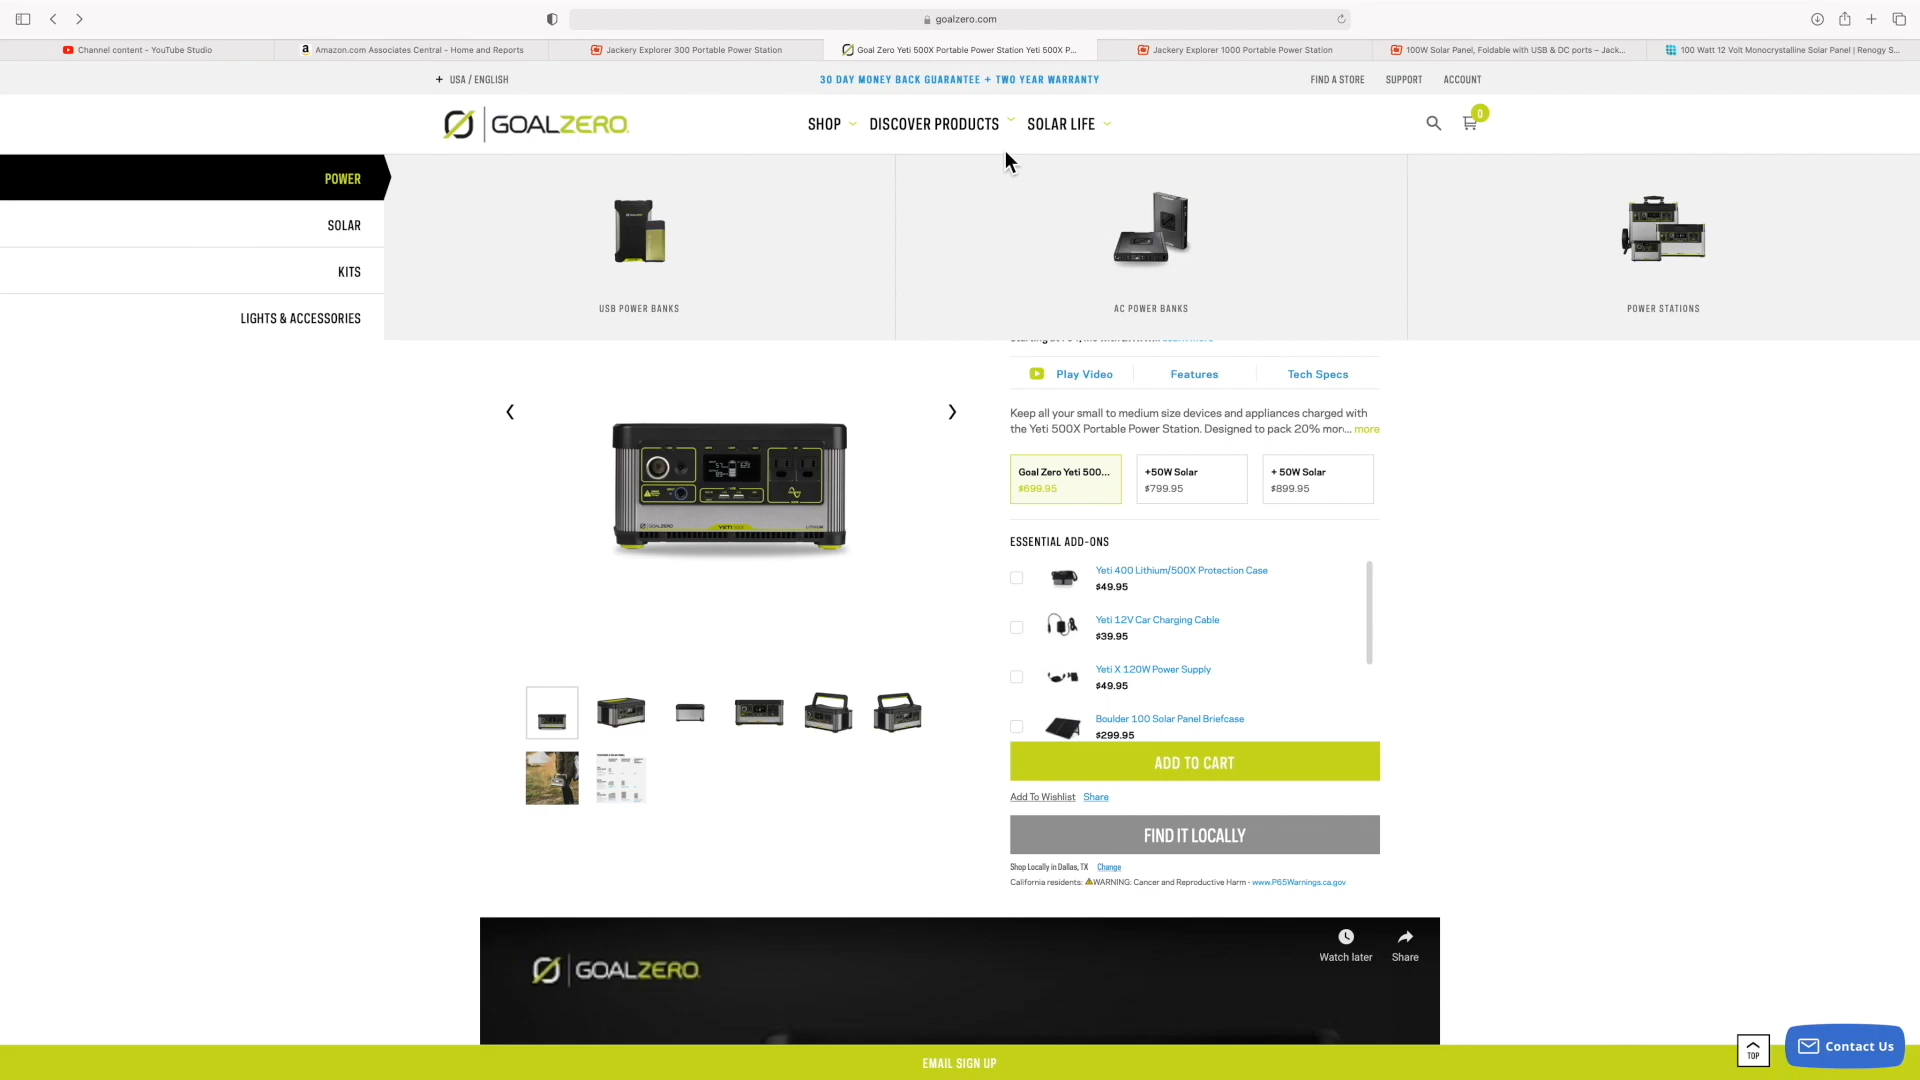 goalzero.com
Channel content - YouTube Studio
Amazon.com Associates Central - Home and Reports
Jackery Explorer 300 Portable Power Station
Goal Zero Yeti 500X Portable Power Station Yeti 500X P...
Jackery Explorer 1000 Portable Power Station
100W Solar Panel, Foldable with USB & DC ports – Jack...
100 Watt 12 Volt Monocrystalline Solar Panel | Renogy S...
+ USA / ENGLISH
30 DAY MONEY BACK GUARANTEE + TWO YEAR WARRANTY
FIND A STORE
SUPPORT
ACCOUNT
GOALZERO
SHOP
DISCOVER PRODUCTS
SOLAR LIFE
0
POWER
SOLAR
KITS
LIGHTS & ACCESSORIES
USB POWER BANKS
AC POWER BANKS
POWER STATIONS
Play Video
Features
Tech Specs
Keep all your small to medium size devices and appliances charged with
the Yeti 500X Portable Power Station. Designed to pack 20% mor... more
Goal Zero Yeti 500...
$699.95
+50W Solar
$799.95
+ 50W Solar
$899.95
ESSENTIAL ADD-ONS
Yeti 400 Lithium/500X Protection Case
$49.95
Yeti 12V Car Charging Cable
$39.95
Yeti X 120W Power Supply
$49.95
Boulder 100 Solar Panel Briefcase
$299.95
ADD TO CART
Add To Wishlist Share
FIND IT LOCALLY
Shop Locally in Dallas, TX Change
California residents: WARNING: Cancer and Reproductive Harm - www.P65Warnings.ca.gov
GOALZERO
Watch later
Share
EMAIL SIGN UP
TOP
Contact Us